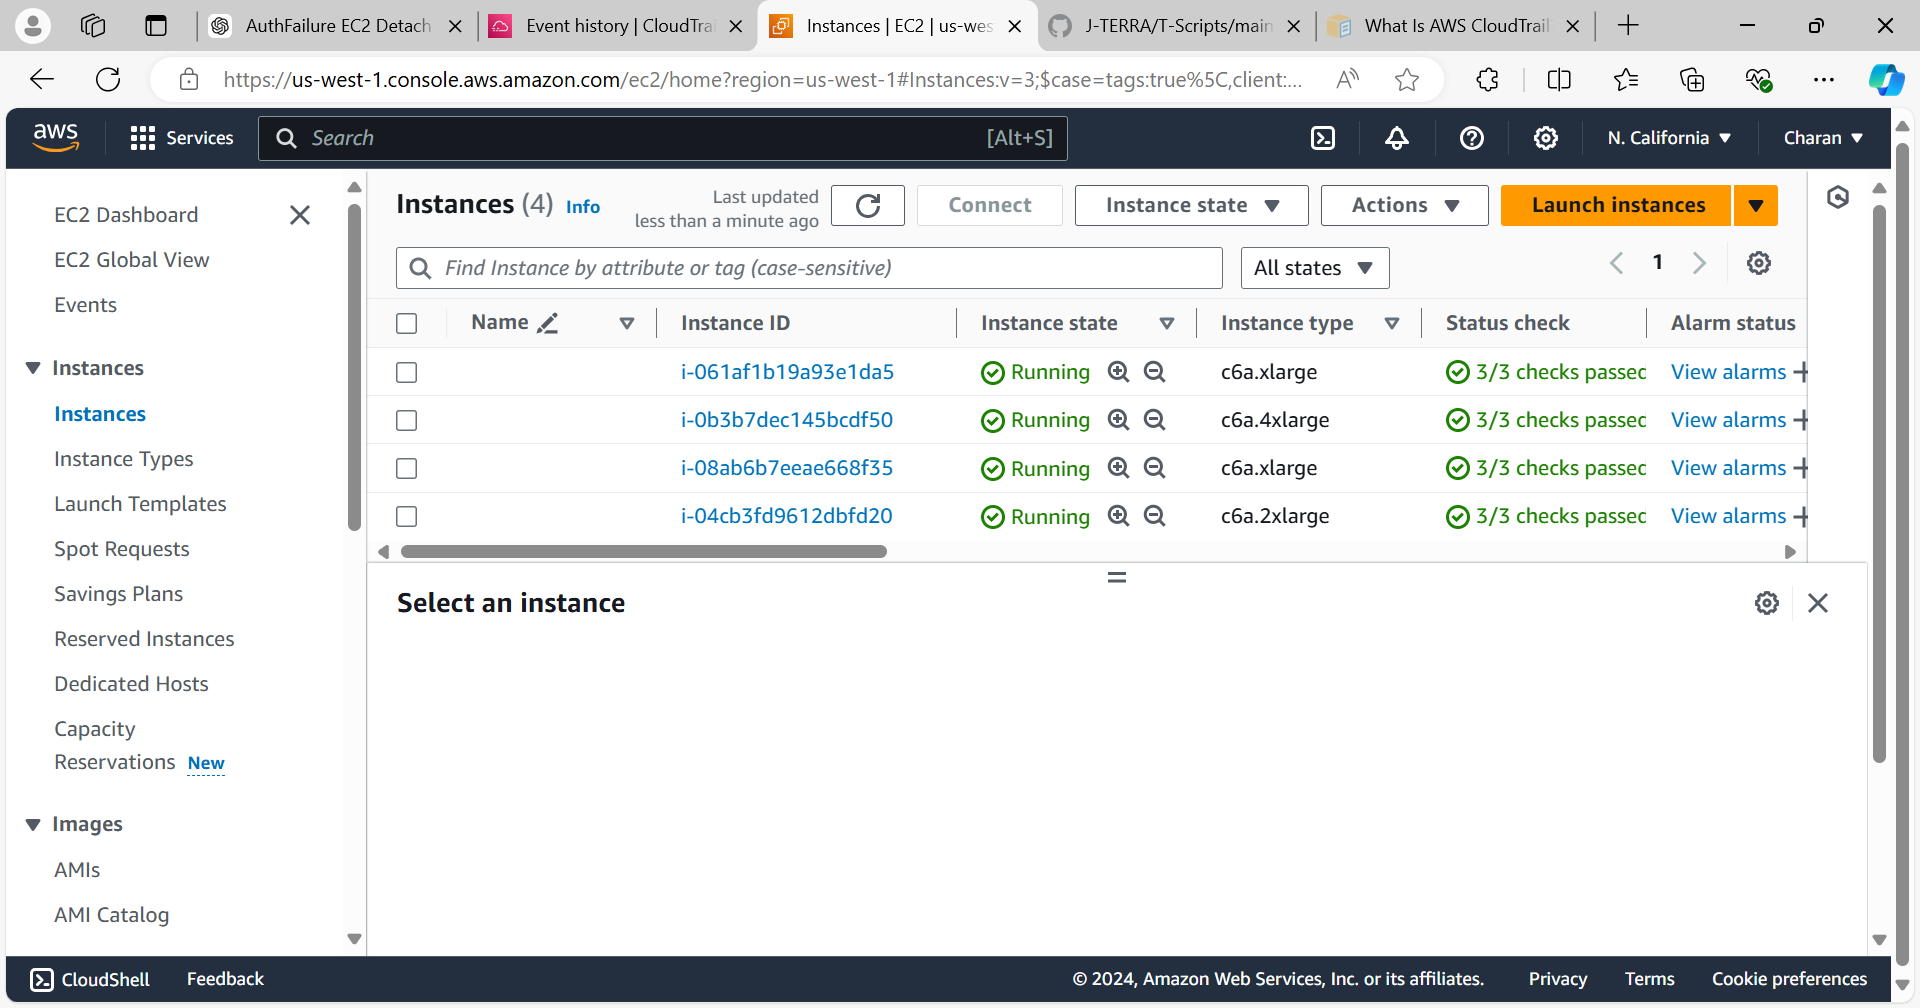 AuthFailure EC2 Detach
Event history | CloudTrai
Instances | EC2 | us-wes
J-TERRA/T-Scripts/main
What Is AWS CloudTrail
https://us-west-1.console.aws.amazon.com/ec2/home?region=us-west-1#Instances:v=3;$case=tags:true%5C,client:...
aws
Services
Search
[Alt+S]
N. California
Charan
EC2 Dashboard
EC2 Global View
Events
Instances
Instances
Instance Types
Launch Templates
Spot Requests
Savings Plans
Reserved Instances
Dedicated Hosts
Capacity
Reservations New
Images
AMIs
AMI Catalog
Instances (4) Info
Last updated
less than a minute ago
Connect
Instance state
Actions
Launch instances
Find Instance by attribute or tag (case-sensitive)
All states
1
Name Instance ID Instance state Instance type Status check Alarm status
i-061af1b19a93e1da5 Running c6a.xlarge 3/3 checks passed View alarms +
i-0b3b7dec145bcdf50 Running c6a.4xlarge 3/3 checks passed View alarms +
i-08ab6b7eeae668f35 Running c6a.xlarge 3/3 checks passed View alarms +
i-04cb3fd9612dbfd20 Running c6a.2xlarge 3/3 checks passed View alarms +
Select an instance
CloudShell
Feedback
© 2024, Amazon Web Services, Inc. or its affiliates.
Privacy
Terms
Cookie preferences